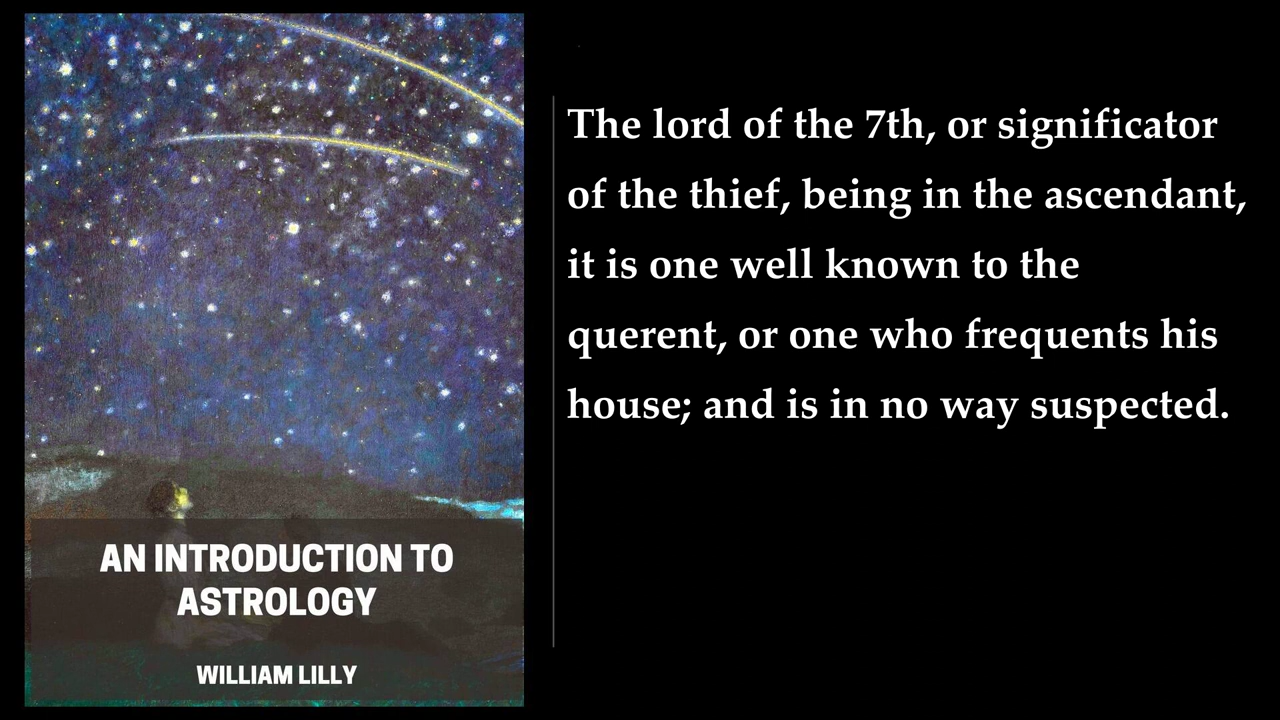 The lord of the 7th, or significator
of the thief, being in the ascendant,
it is one well known to the
querent, or one who frequents his
house; and is in no way suspected.
AN INTRODUCTION TO
ASTROLOGY
WILLIAM LILLY